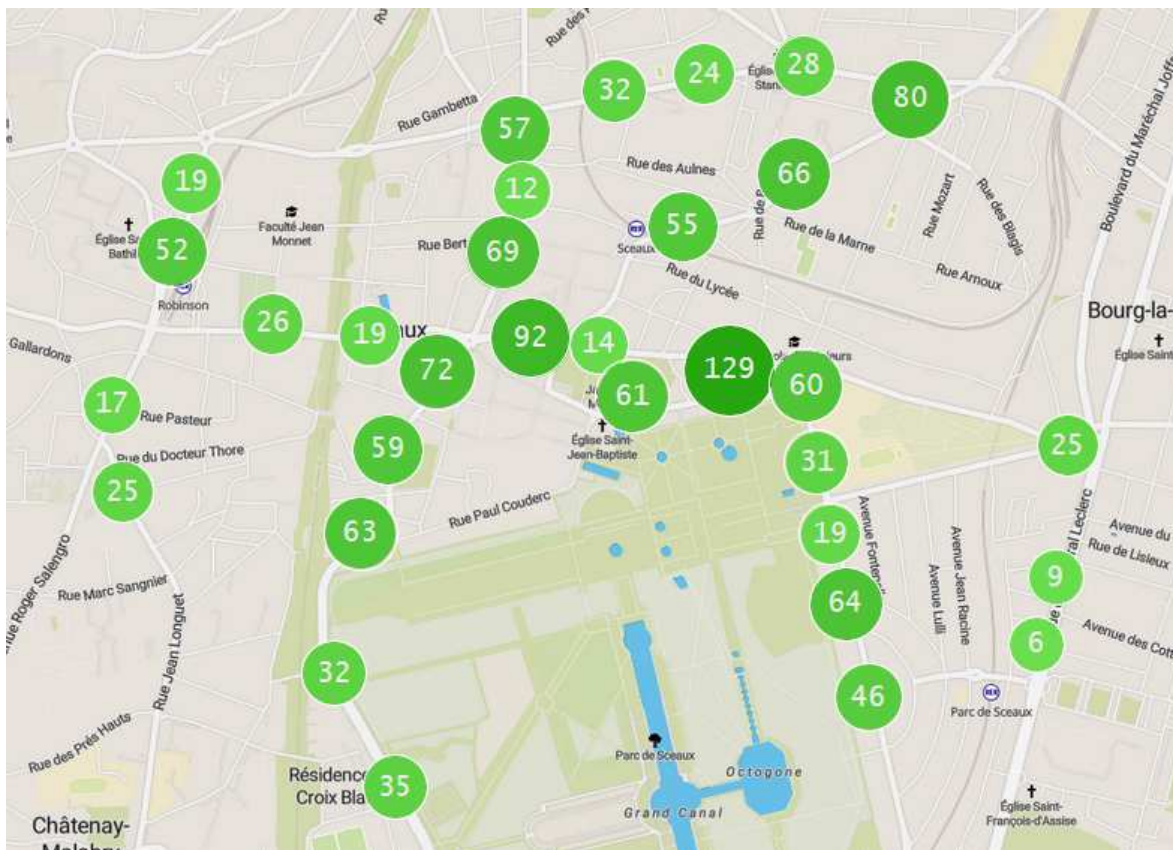 Rue Gambetta
32
24
28
80
57
Boulevard du Maréchal Joff
19
12
Rue des Aulnes
66
Faculté Jean
Monnet
52
Rue Bert
69
Sceaux
55
Rue de la Marne
Rue Mozart
Rue des Blagis
Rue du Lycée
Rue Arnoux
Robinson
26
19
92
14
129
Bourg-la-
Gallardons
72
61
60
17
Rue Pasteur
Église Saint-
Jean-Baptiste
59
31
25
Rue du Docteur Thore
25
Rue Paul Couderc
63
19
Avenue du
Rue de Lisieux
Rue Marc Sangnier
Avenue Lulli
Avenue Jean Racine
9
64
Avenue des Cott
6
Rue Jean Longuet
32
46
Parc de Sceaux
Rue des Prés Hauts
Parc de Sceaux
Octogone
Grand Canal
35
Église Saint-
François-d'Assise
Châtenay-